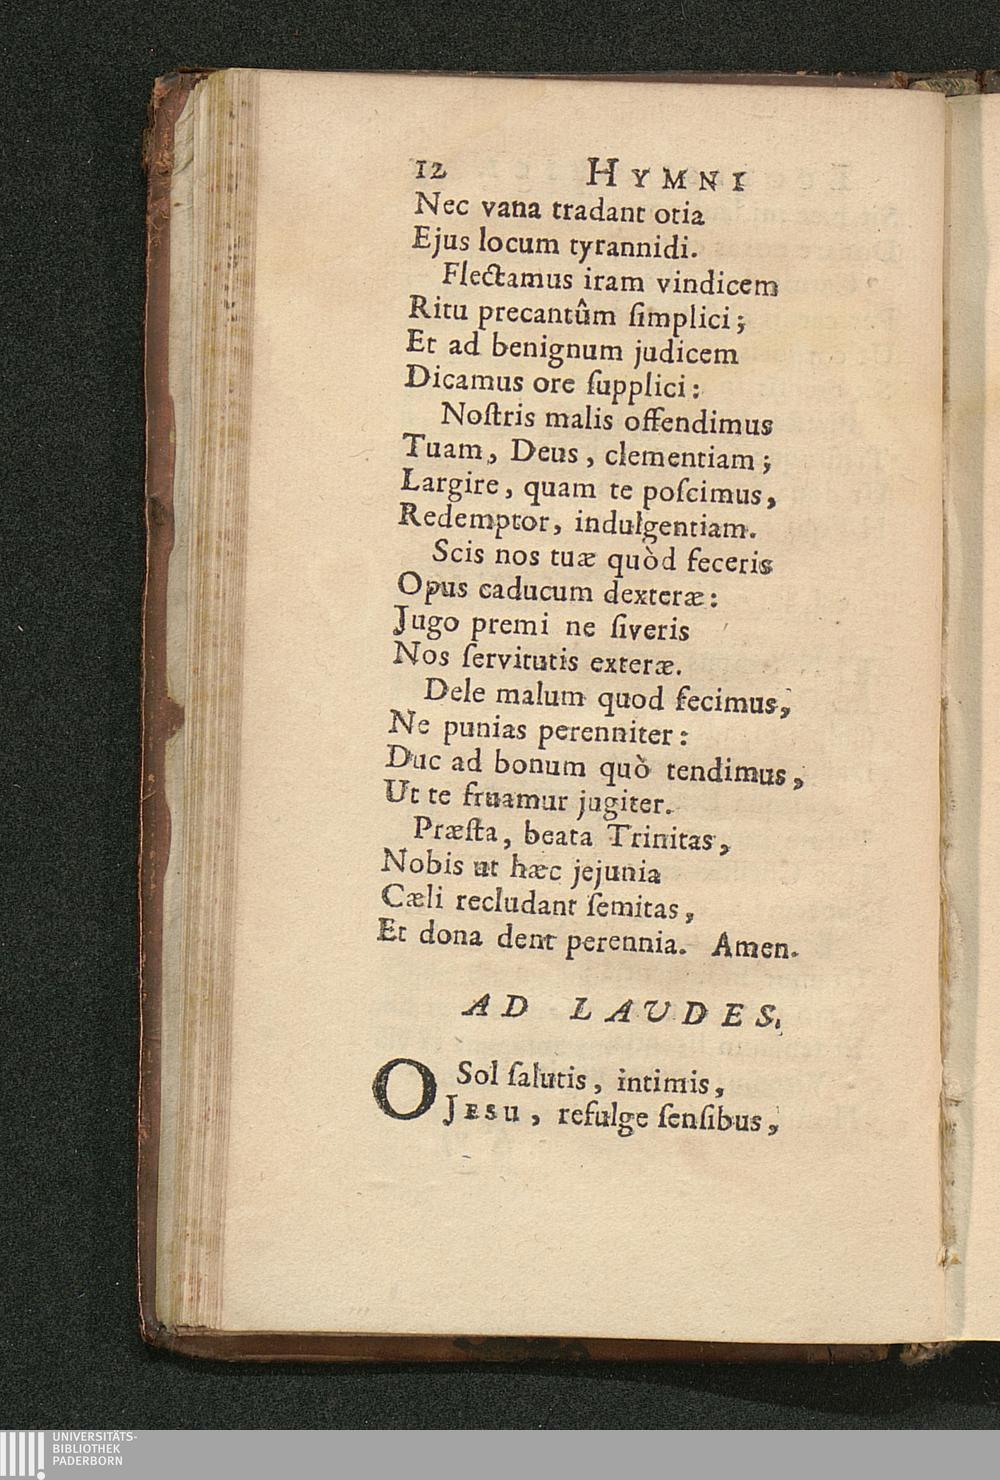 12 HYMNI
Nec vana tradant otia
Ejus locum tyrannidi.
Flectamus iram vindicem
Ritu precantûm ſimplici;
Et ad benignum judicem
Dicamus ore ſupplici:
Noſtris malis offendimus
Tuam, Deus, clementiam;
Largire, quam te poſcimus,
Redemptor, indulgentiam.
Scis nos tuæ quòd feceris
Opus caducum dexteræ:
Jugo premi ne ſiveris
Nos ſervitutis exteræ.
Dele malum quod fecimus,
Ne punias perenniter:
Duc ad bonum quò tendimus,
Ut te fruamur jugiter.
Præſta, beata Trinitas,
Nobis ut hæc jejunia
Cæli recludant ſemitas,
Et dona dent perennia. Amen.
AD LAUDES.
O Sol ſalutis, intimis,
JESU, refulge ſenſibus,
UNIVERSITÄTS-
BIBLIOTHEK
PADERBORN